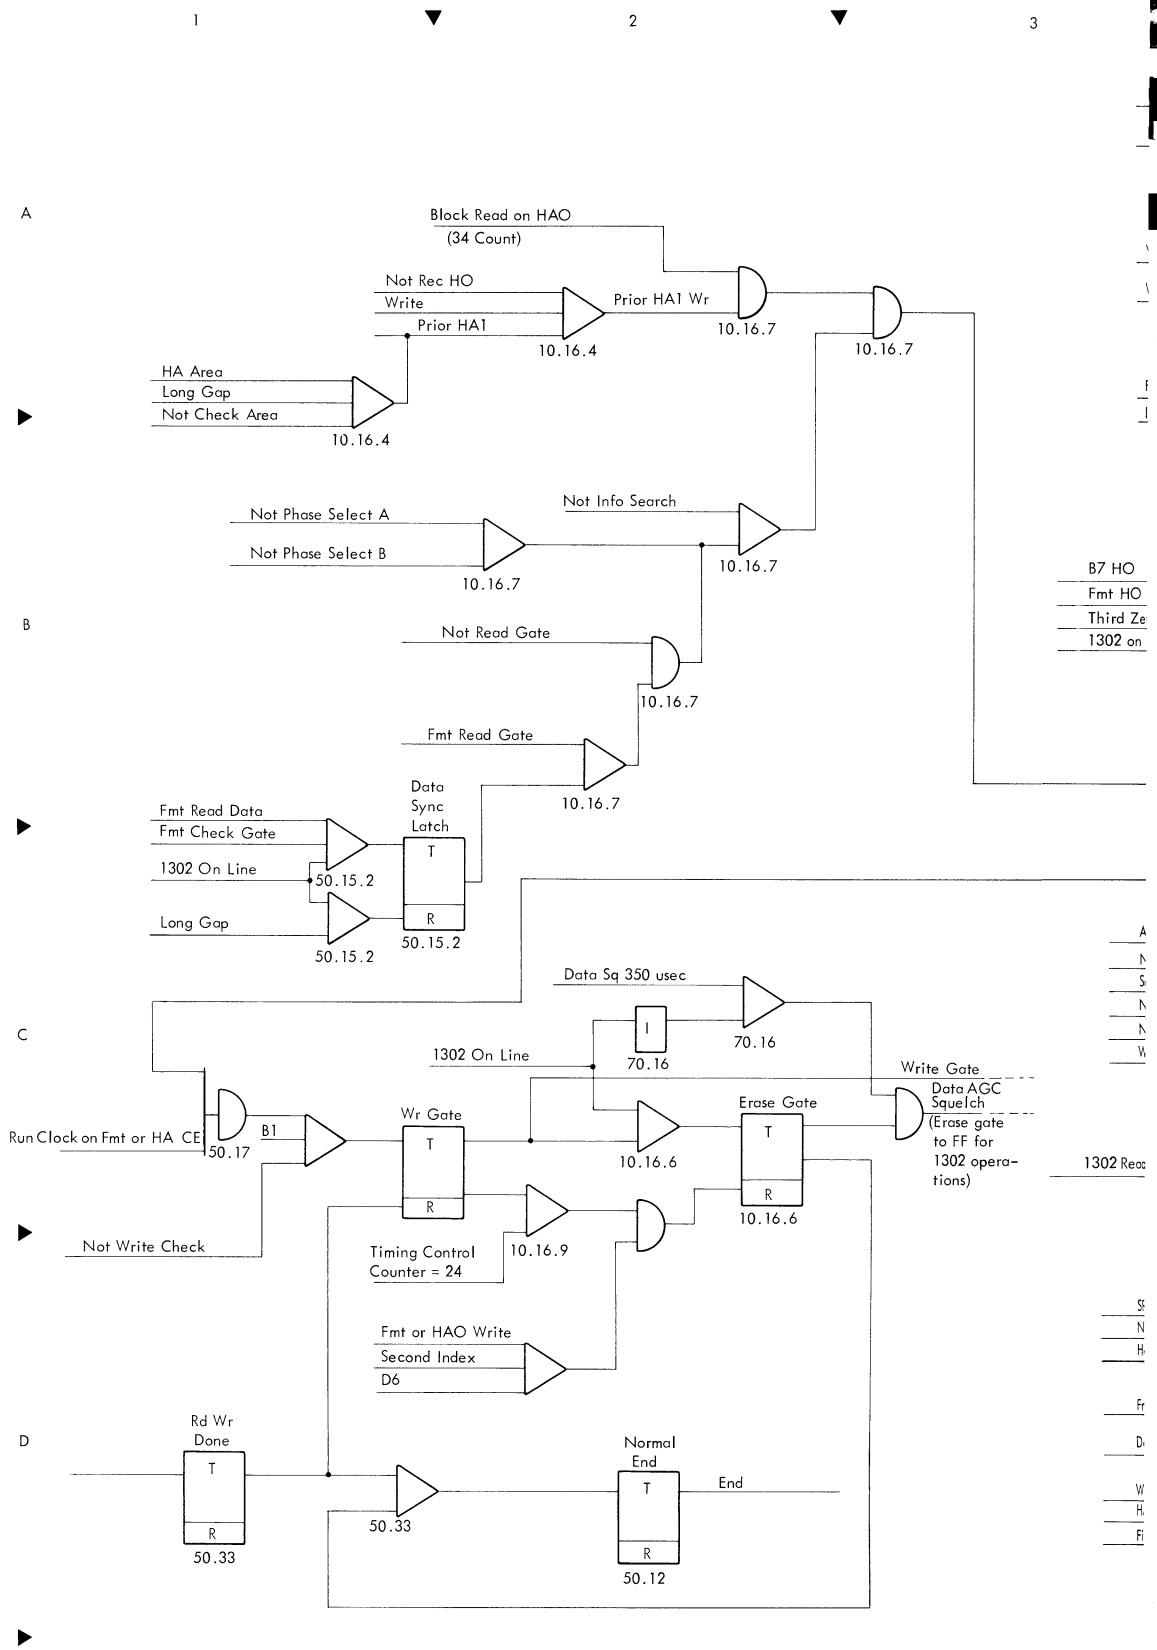 1 2 3
A
Block Read on HAO
(34 Count)
Not Rec HO
Write
Prior HA1
Prior HA1 Wr
10.16.7
10.16.4
10.16.7
HA Area
Long Gap
Not Check Area
10.16.4
Not Info Search
Not Phase Select A
Not Phase Select B
10.16.7
10.16.7
B7 HO
Fmt HO
Third Ze
1302 on
B
Not Read Gate
10.16.7
Fmt Read Gate
10.16.7
Data
Sync
Latch
Fmt Read Data
Fmt Check Gate
1302 On Line
50.15.2
T
R
Long Gap
50.15.2
50.15.2
Data Sq 350 usec
C
I
70.16
70.16
1302 On Line
Write Gate
Data AGC
Squelch
(Erase gate
to FF for
1302 opera-
tions)
Erase Gate
T
R
10.16.6
Wr Gate
T
R
10.16.6
B1
Run Clock on Fmt or HA CE
50.17
1302 Read
Not Write Check
10.16.9
Timing Control
Counter = 24
Fmt or HAO Write
Second Index
D6
D
Rd Wr
Done
T
R
50.33
50.33
Normal
End
T
R
50.12
End